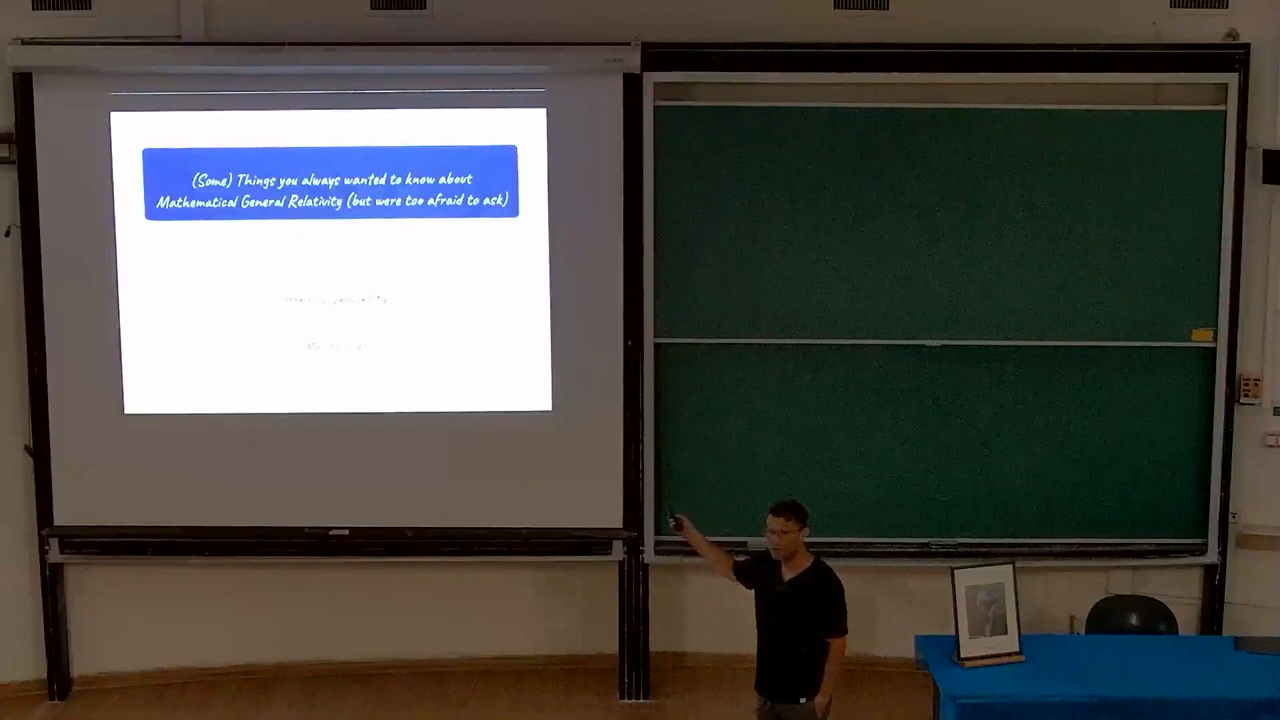 (Some) Things you always wanted to know about
Mathematical General Relativity (but were too afraid to ask)